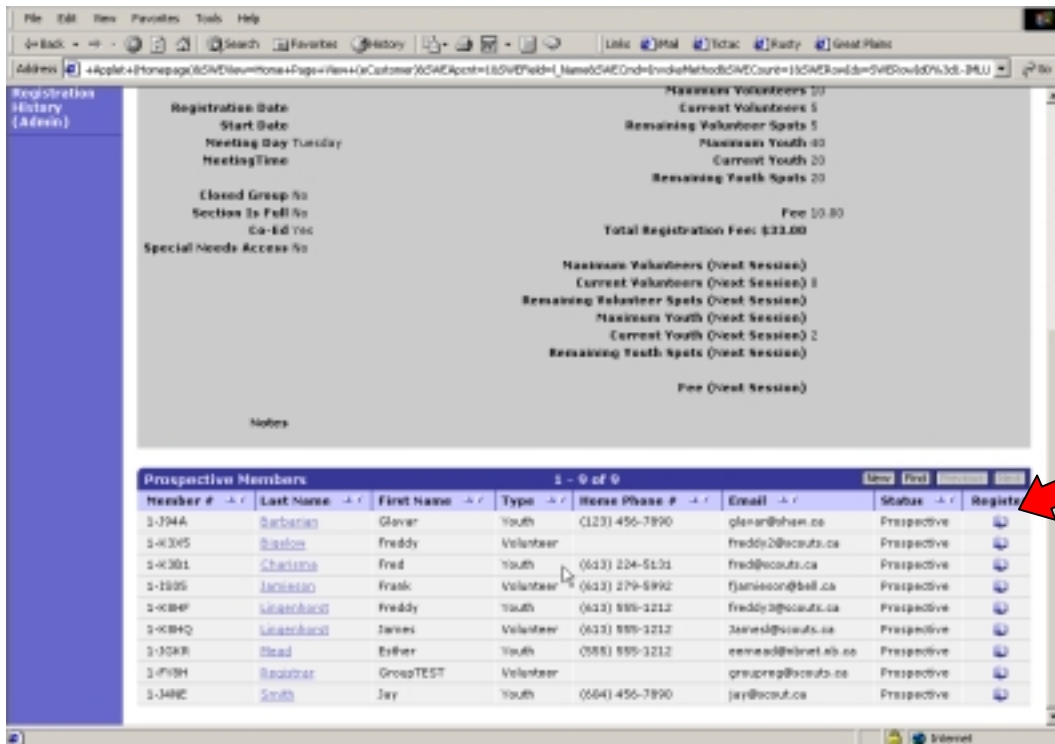 File Edit View Favorites Tools Help
Back Search Favorites History Links Mail Tictac Rusty Great Plains
Address
Registration History (Admin)
Maximum Volunteers 10
Registration Date Current Volunteers 5
Start Date Remaining Volunteer Spots 5
Meeting Day Tuesday Maximum Youth 40
MeetingTime Current Youth 20
Remaining Youth Spots 20
Closed Group No
Section Is Full No Fee 10.00
Co-Ed Yes Total Registration Fee: $33.00
Special Needs Access No
Maximum Volunteers (Next Session)
Current Volunteers (Next Session)
Remaining Volunteer Spots (Next Session)
Maximum Youth (Next Session)
Current Youth (Next Session) 2
Remaining Youth Spots (Next Session)
Fee (Next Session)
Notes
Prospective Members 1 - 9 of 9 New Find Previous Next
Member # Last Name First Name Type Home Phone # Email Status Registe
1-J94A Barbarian Glavar Youth (123) 456-7890 glavar@shaw.ca Prospective
Bigelow Freddy Volunteer freddy2@scouts.ca Prospective
Charisma Fred Youth (613) 224-5131 fred@scouts.ca Prospective
Jamieson Frank Volunteer (613) 279-5992 fjamieson@bell.ca Prospective
Lingenhorst Freddy Youth (613) 555-1212 freddy3@scouts.ca Prospective
Lingenhorst James Volunteer (613) 555-1212 Prospective
Mead Esther Youth (555) 555-1212 Prospective
Registrar GroupTEST Volunteer groupreg@scouts.ca Prospective
1-J4NE Smith Jay Youth (604) 456-7890 jay@scout.ca Prospective
Internet